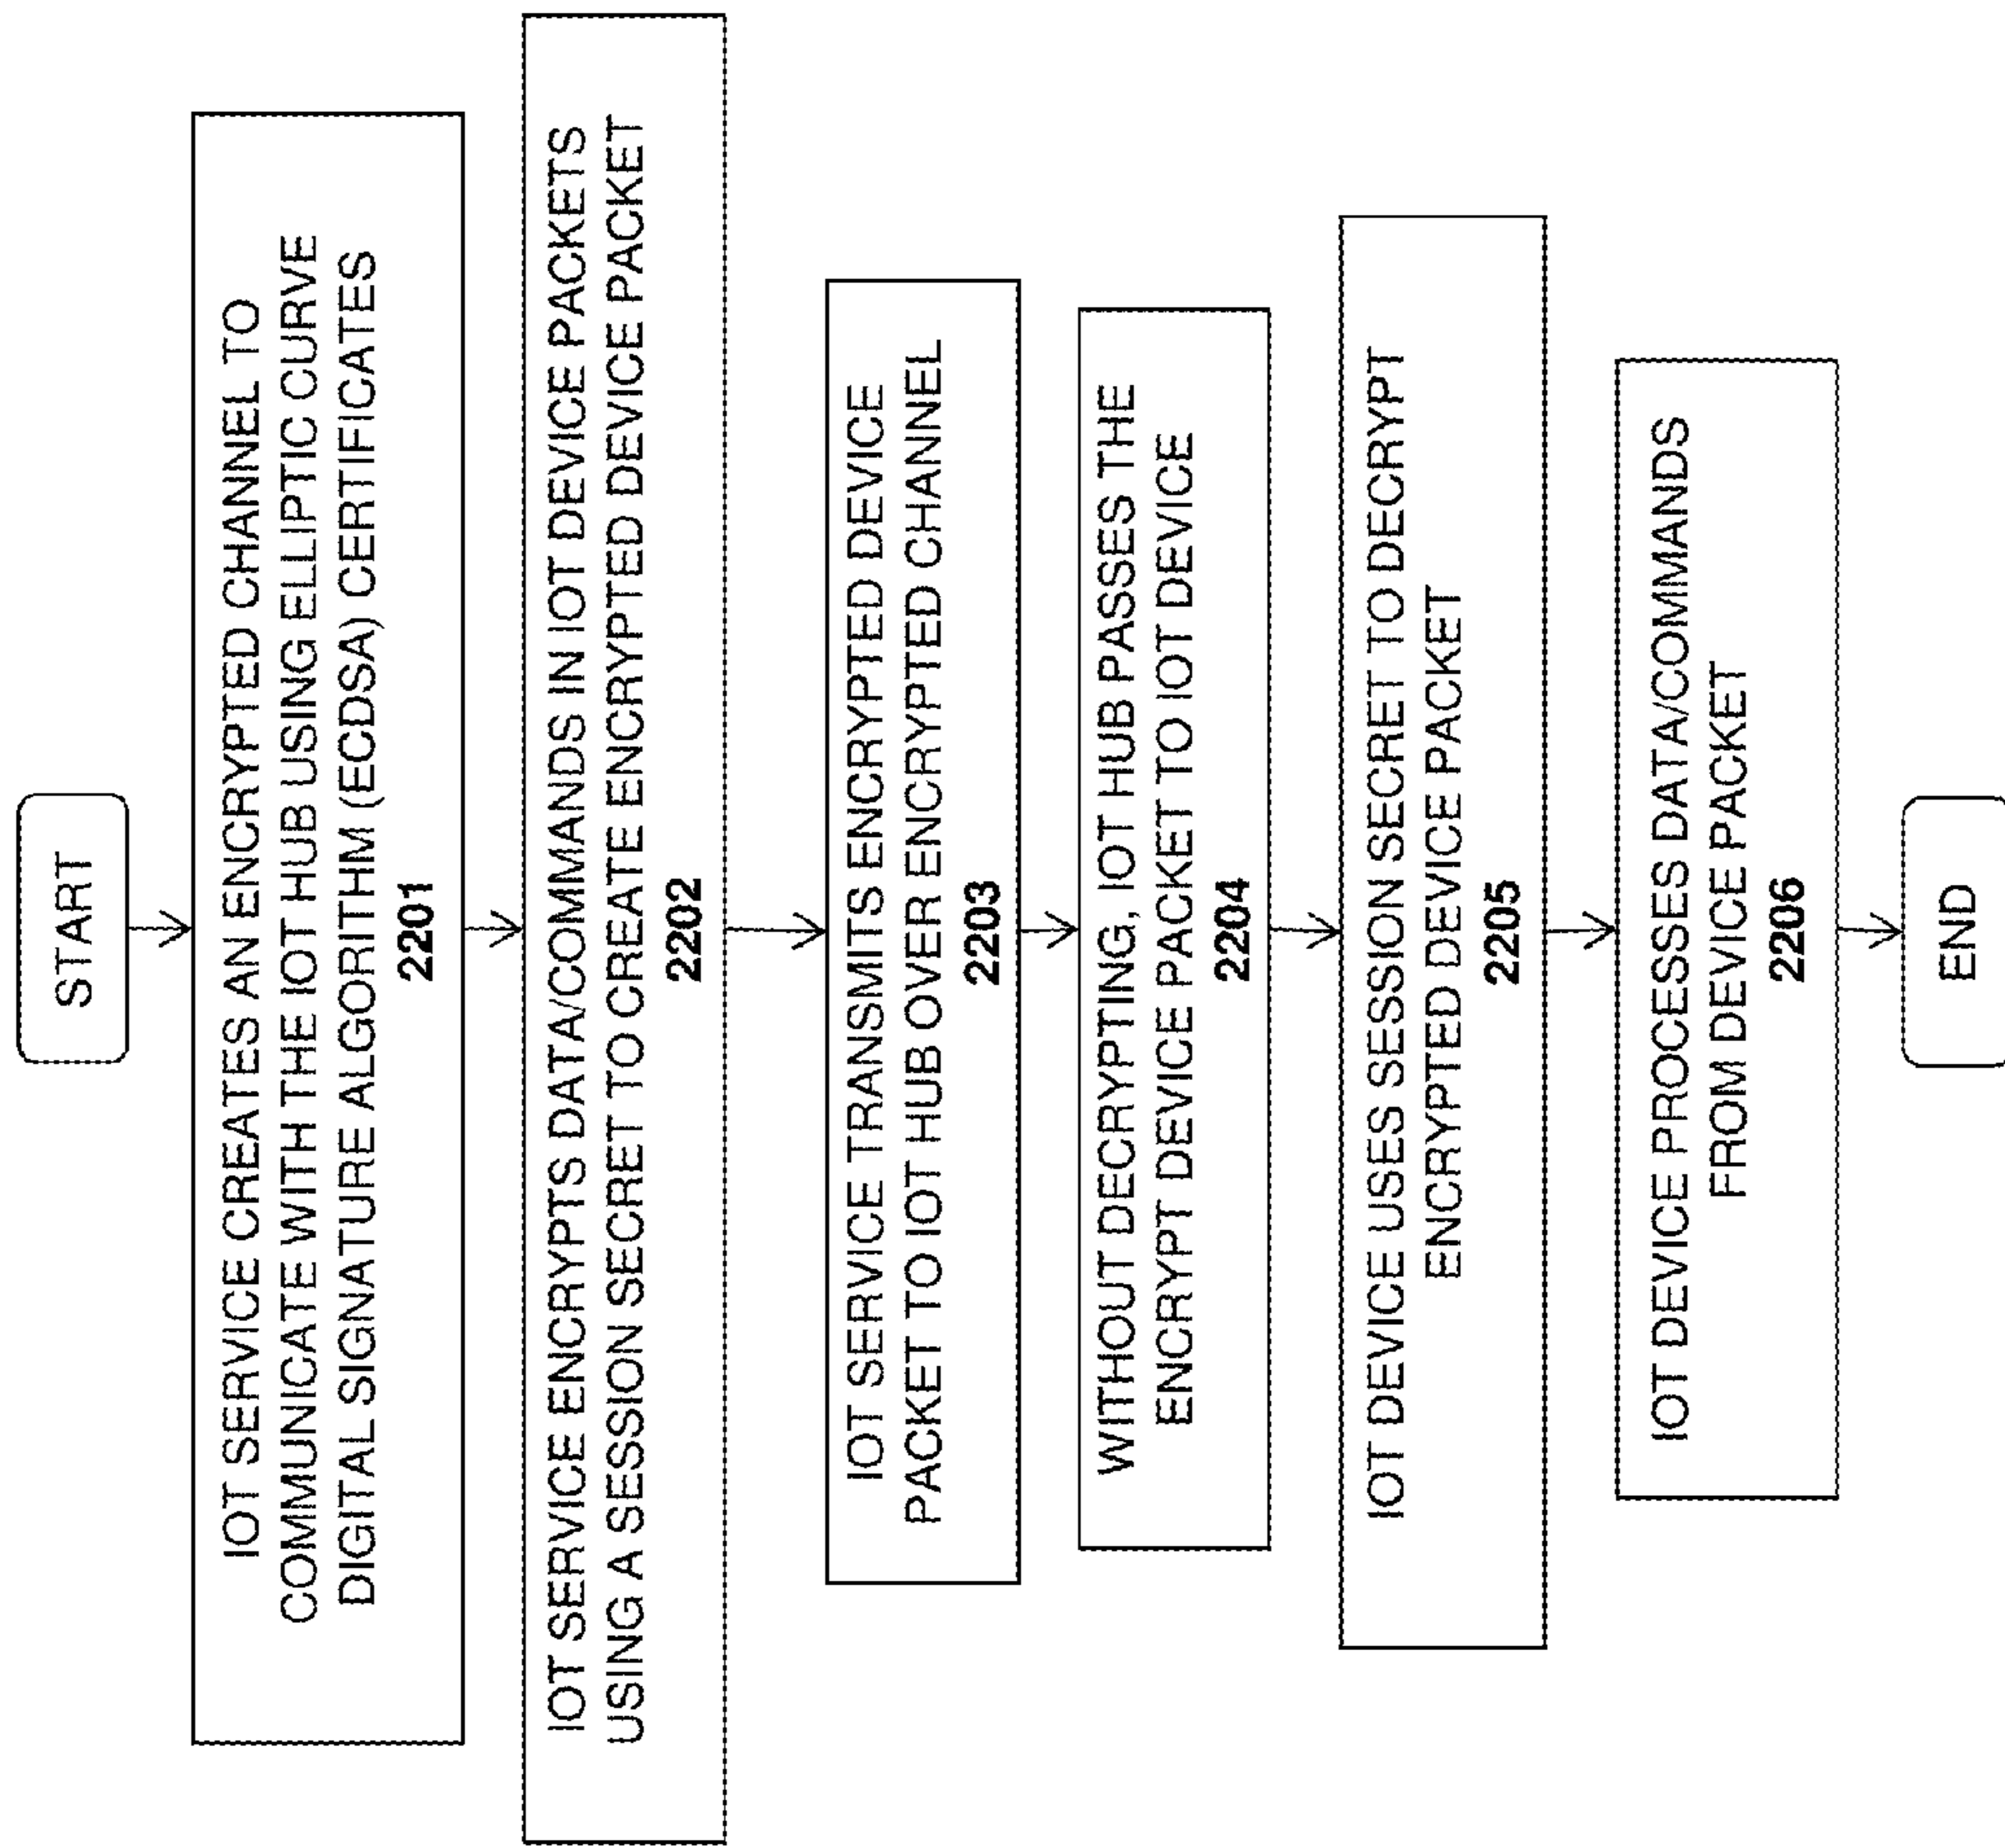 START
IOT SERVICE CREATES AN ENCRYPTED CHANNEL TO
COMMUNICATE WITH THE IOT HUB USING ELLIPTIC CURVE
DIGITAL SIGNATURE ALGORITHM (ECDSA) CERTIFICATES
2201
IOT SERVICE ENCRYPTS DATA/COMMANDS IN IOT DEVICE PACKETS
USING A SESSION SECRET TO CREATE ENCRYPTED DEVICE PACKET
2202
IOT SERVICE TRANSMITS ENCRYPTED DEVICE
PACKET TO IOT HUB OVER ENCRYPTED CHANNEL
2203
WITHOUT DECRYPTING, IOT HUB PASSES THE
ENCRYPT DEVICE PACKET TO IOT DEVICE
2204
IOT DEVICE USES SESSION SECRET TO DECRYPT
ENCRYPTED DEVICE PACKET
2205
IOT DEVICE PROCESSES DATA/COMMANDS
FROM DEVICE PACKET
2206
END